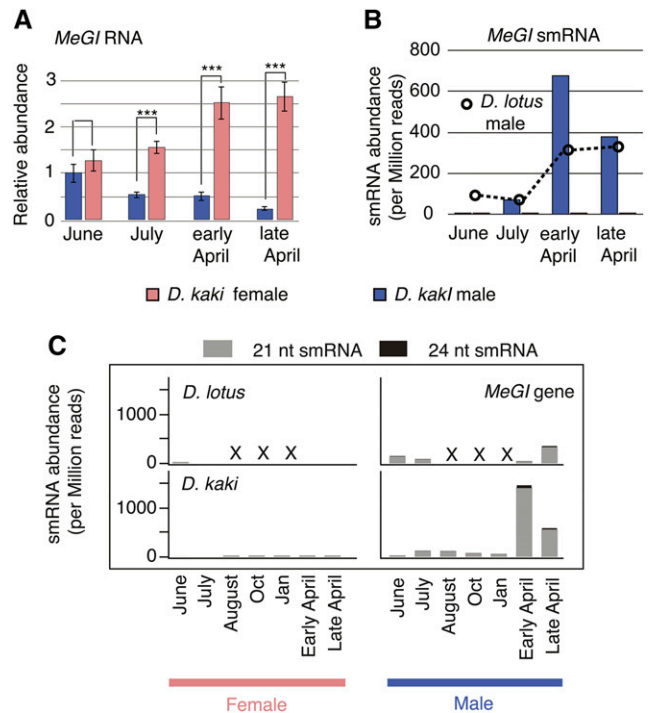 A
MeGI RNA
Relative abundance
3
2
1
0
***
***
***
June
July
early April
late April
B
MeGI smRNA
smRNA abundance
(per Million reads)
800
600
400
200
0
D. lotus
male
June
July
early
April
late
April
D. kaki female
D. kakI male
C
21 nt smRNA
24 nt smRNA
smRNA abundance
(per Million reads)
D. lotus
MeGI gene
1000
0
X X X
X X X
D. kaki
1000
0
June
July
August
Oct
Jan
Early April
Late April
June
July
August
Oct
Jan
Early April
Late April
Female
Male